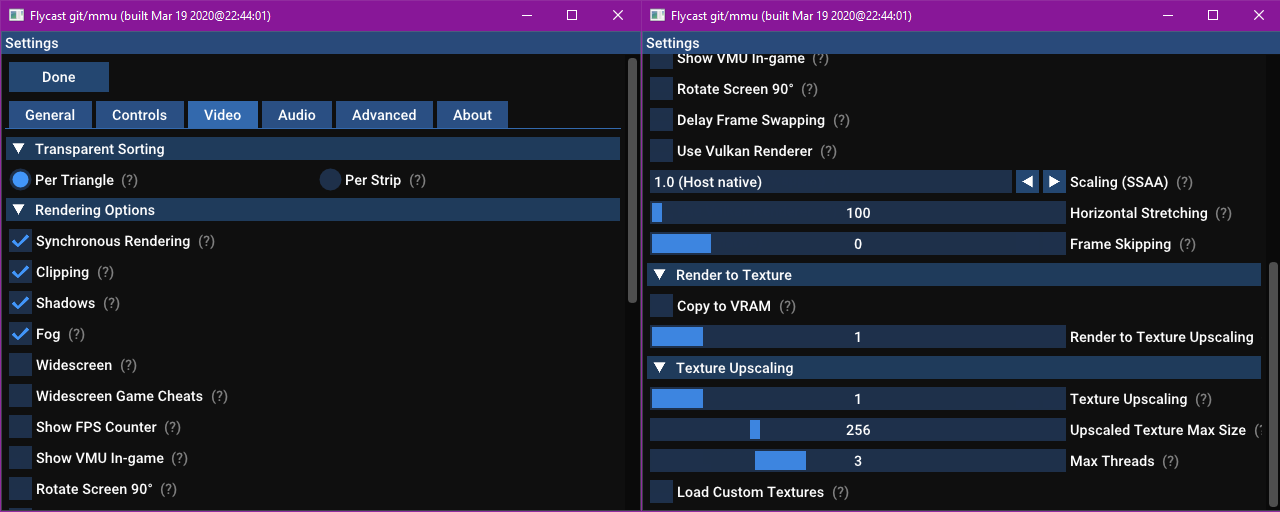 Flycast git/mmu (built Mar 19 2020@22:44:01)
Settings
Done
General Controls Video Audio Advanced About
Transparent Sorting
Per Triangle (?) Per Strip (?)
Rendering Options
Synchronous Rendering (?)
Clipping (?)
Shadows (?)
Fog (?)
Widescreen (?)
Widescreen Game Cheats (?)
Show FPS Counter (?)
Show VMU In-game (?)
Rotate Screen 90° (?)
Flycast git/mmu (built Mar 19 2020@22:44:01)
Settings
Show VMU In-game (?)
Rotate Screen 90° (?)
Delay Frame Swapping (?)
Use Vulkan Renderer (?)
1.0 (Host native) Scaling (SSAA) (?)
100 Horizontal Stretching (?)
0 Frame Skipping (?)
Render to Texture
Copy to VRAM (?)
1 Render to Texture Upscaling
Texture Upscaling
1 Texture Upscaling (?)
256 Upscaled Texture Max Size (?
3 Max Threads (?)
Load Custom Textures (?)